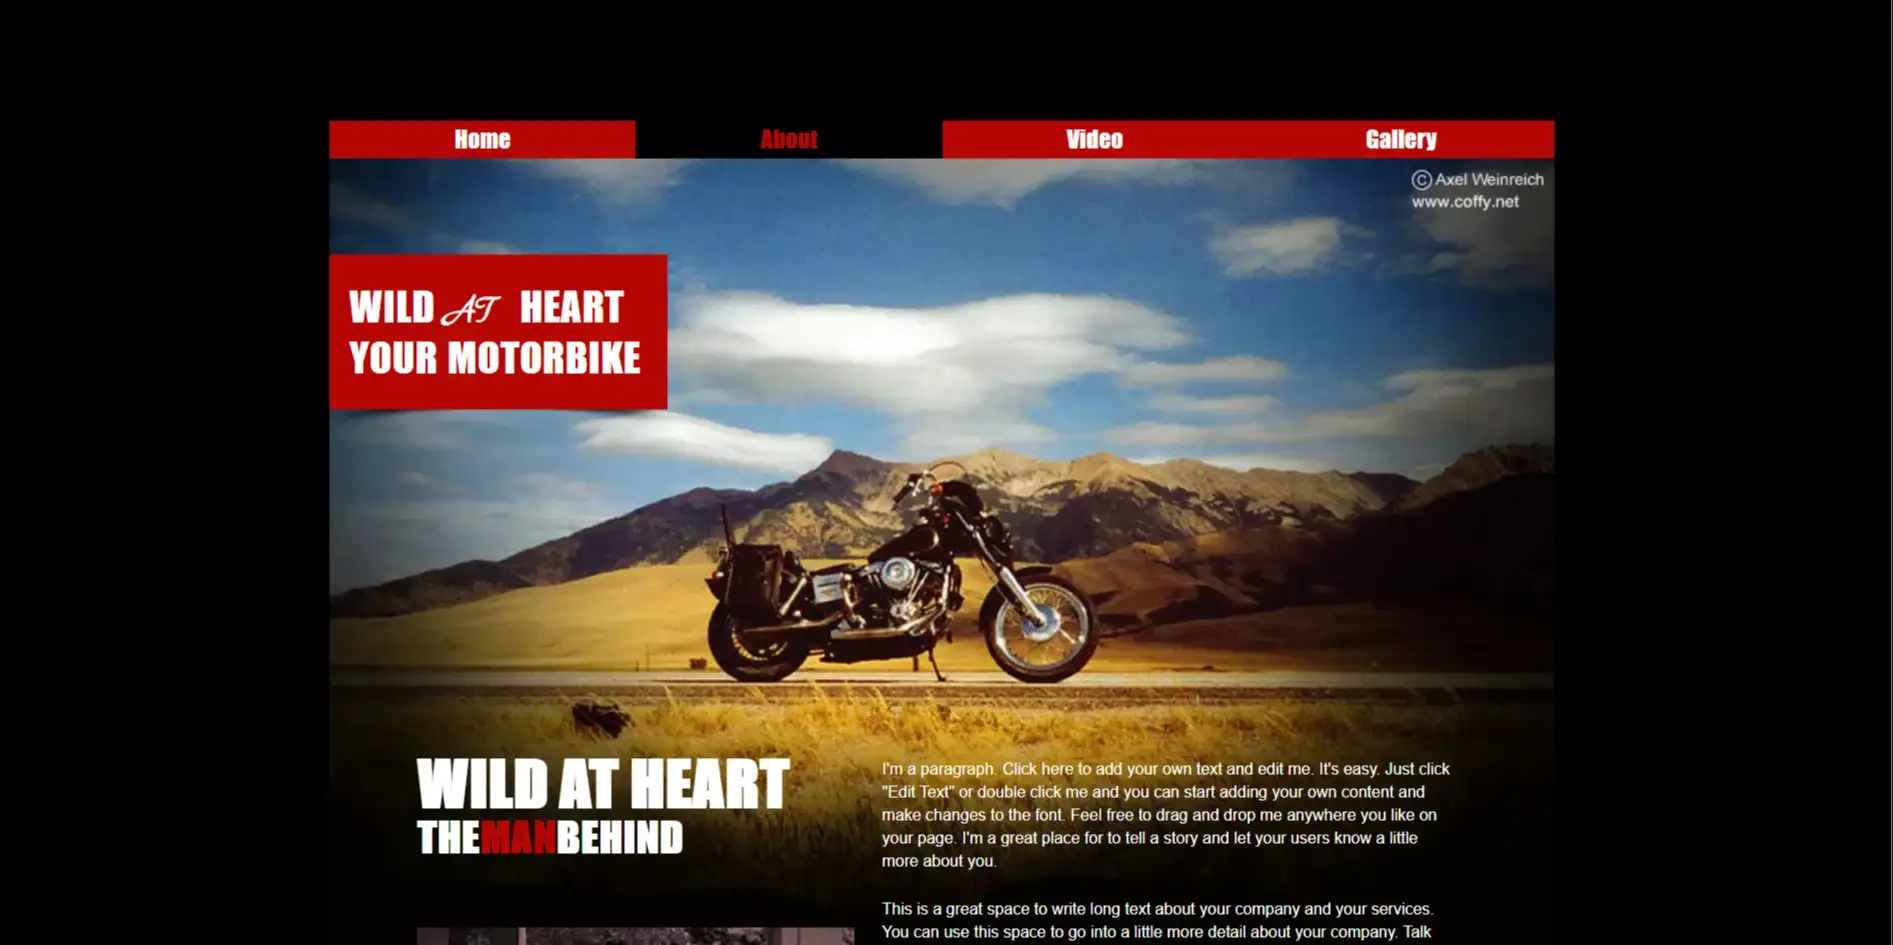 Home About Video Gallery
© Axel Weinreich
www.coffy.net
WILD AT HEART
YOUR MOTORBIKE
WILD AT HEART
THEMANBEHIND
I'm a paragraph. Click here to add your own text and edit me. It's easy. Just click
"Edit Text" or double click me and you can start adding your own content and
make changes to the font. Feel free to drag and drop me anywhere you like on
your page. I'm a great place for to tell a story and let your users know a little
more about you.
This is a great space to write long text about your company and your services.
You can use this space to go into a little more detail about your company. Talk